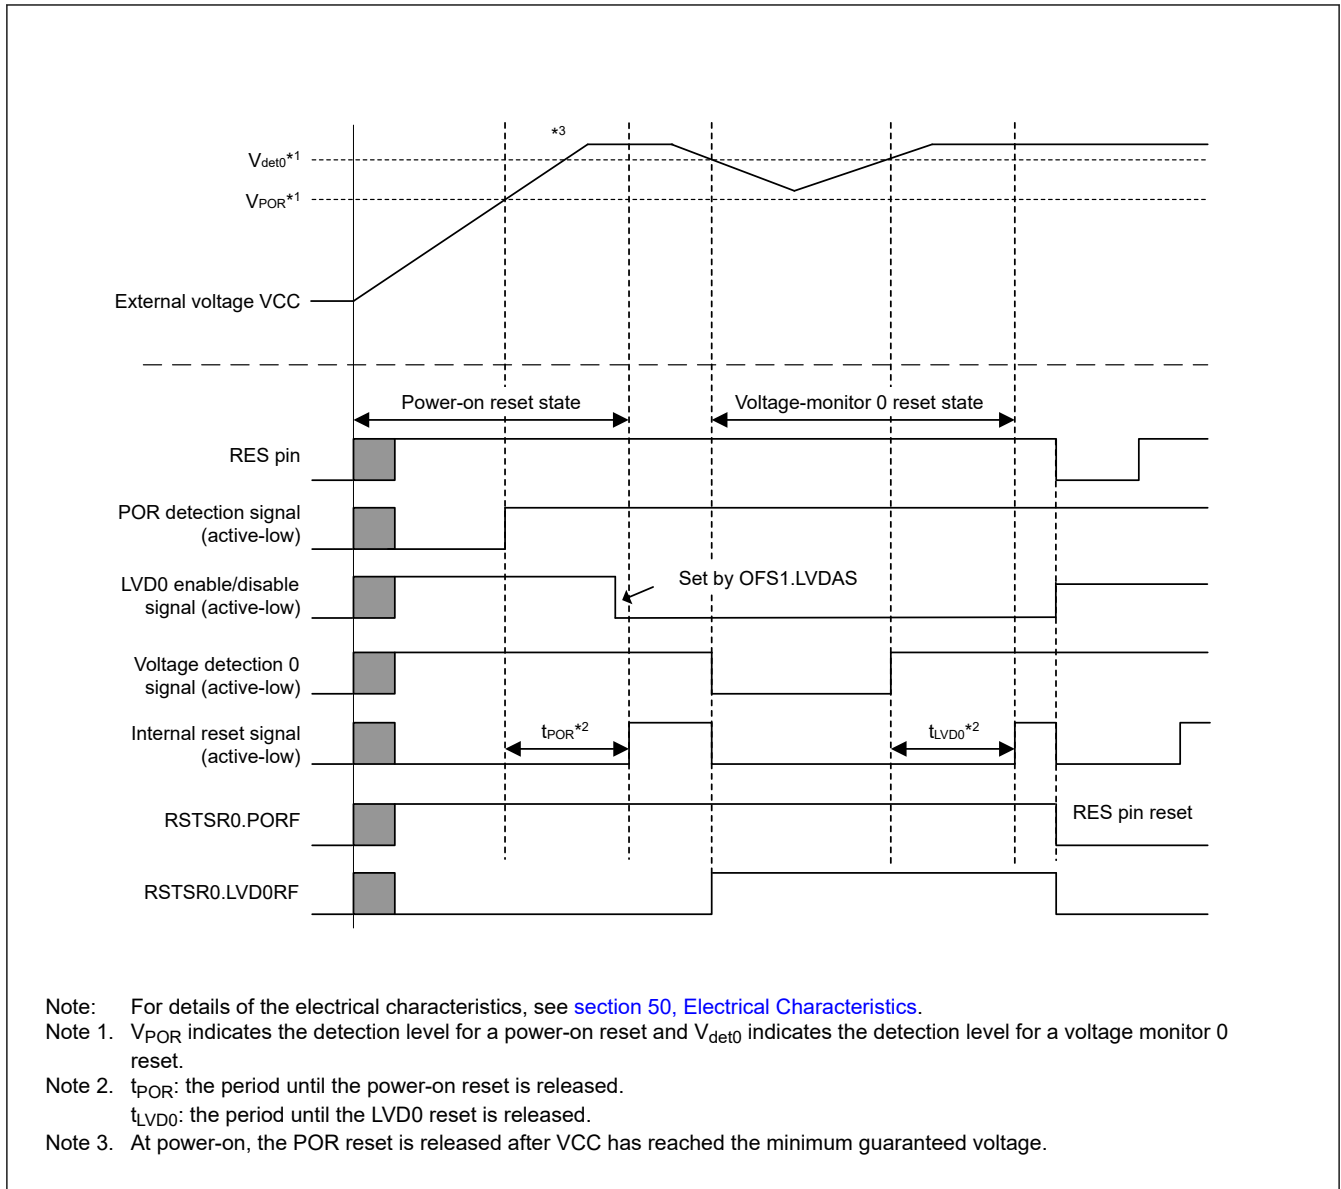 *3
Vdet0*1
VPOR*1
External voltage VCC
Power-on reset state
Voltage-monitor 0 reset state
RES pin
POR detection signal
(active-low)
LVD0 enable/disable
signal (active-low)
Set by OFS1.LVDAS
Voltage detection 0
signal (active-low)
Internal reset signal
(active-low)
tPOR*2
tLVD0*2
RSTSR0.PORF
RES pin reset
RSTSR0.LVD0RF
Note: For details of the electrical characteristics, see section 50, Electrical Characteristics.
Note 1. VPOR indicates the detection level for a power-on reset and Vdet0 indicates the detection level for a voltage monitor 0
reset.
Note 2. tPOR: the period until the power-on reset is released.
tLVD0: the period until the LVD0 reset is released.
Note 3. At power-on, the POR reset is released after VCC has reached the minimum guaranteed voltage.